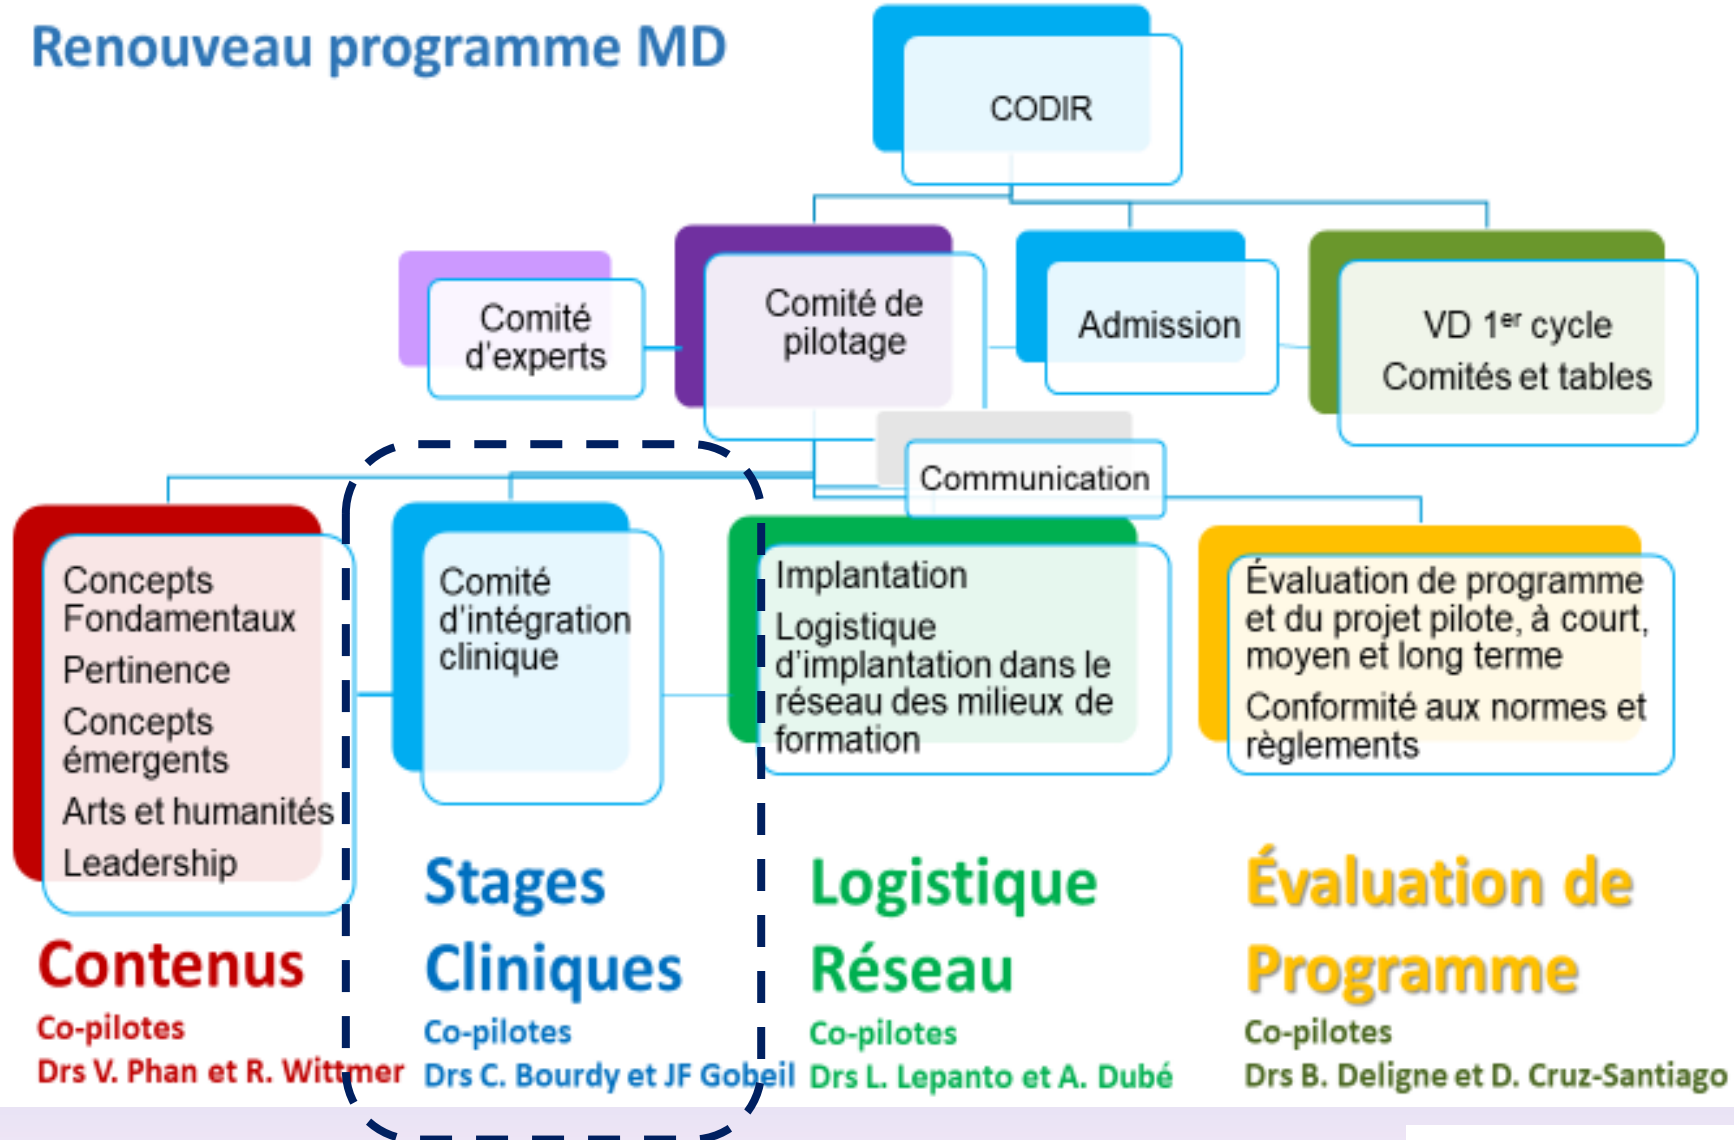 Renouveau programme MD
CODIR
Comité
d'experts
Comité de
pilotage
Admission
VD 1er cycle
Comités et tables
Communication
Concepts
Fondamentaux
Pertinence
Concepts
émergents
Arts et humanités
Leadership
Comité
d'intégration
clinique
Implantation
Logistique
d'implantation dans le
réseau des milieux de
formation
Évaluation de programme
et du projet pilote, à court,
moyen et long terme
Conformité aux normes et
règlements
Contenus
Co-pilotes
Drs V. Phan et R. Wittmer
Stages
Cliniques
Co-pilotes
Drs C. Bourdy et JF Gobeil
Logistique
Réseau
Co-pilotes
Drs L. Lepanto et A. Dubé
Évaluation de
Programme
Co-pilotes
Drs B. Deligne et D. Cruz-Santiago